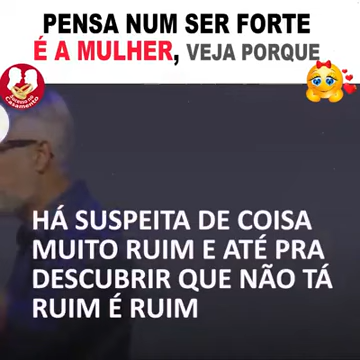 PENSA NUM SER FORTE
É A MULHER, VEJA PORQUE
HÁ SUSPEITA DE COISA
MUITO RUIM E ATÉ PRA
DESCUBRIR QUE NÃO TÁ
RUIM É RUIM